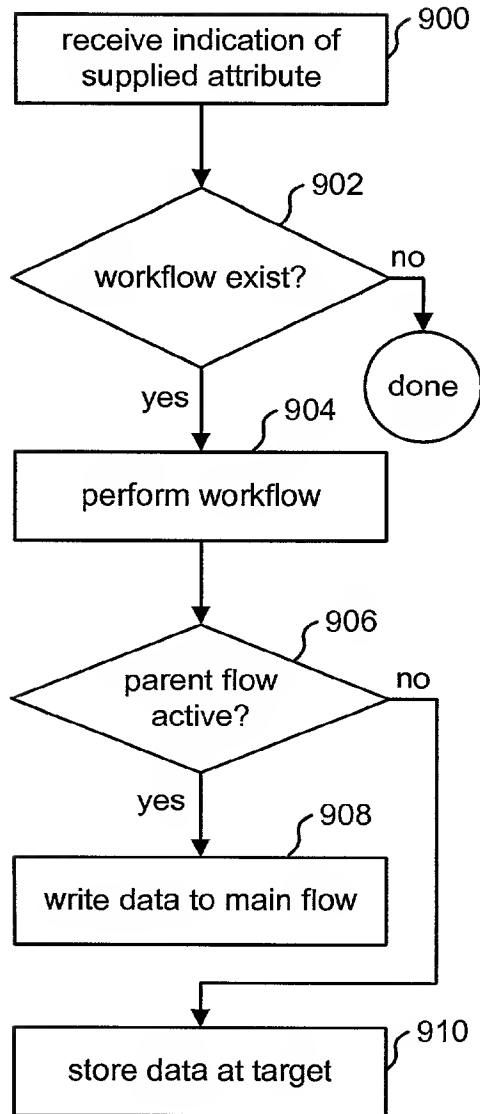 receive indication of
supplied attribute
900
902
workflow exist?
no
done
yes
904
perform workflow
906
parent flow
active?
no
yes
908
write data to main flow
910
store data at target